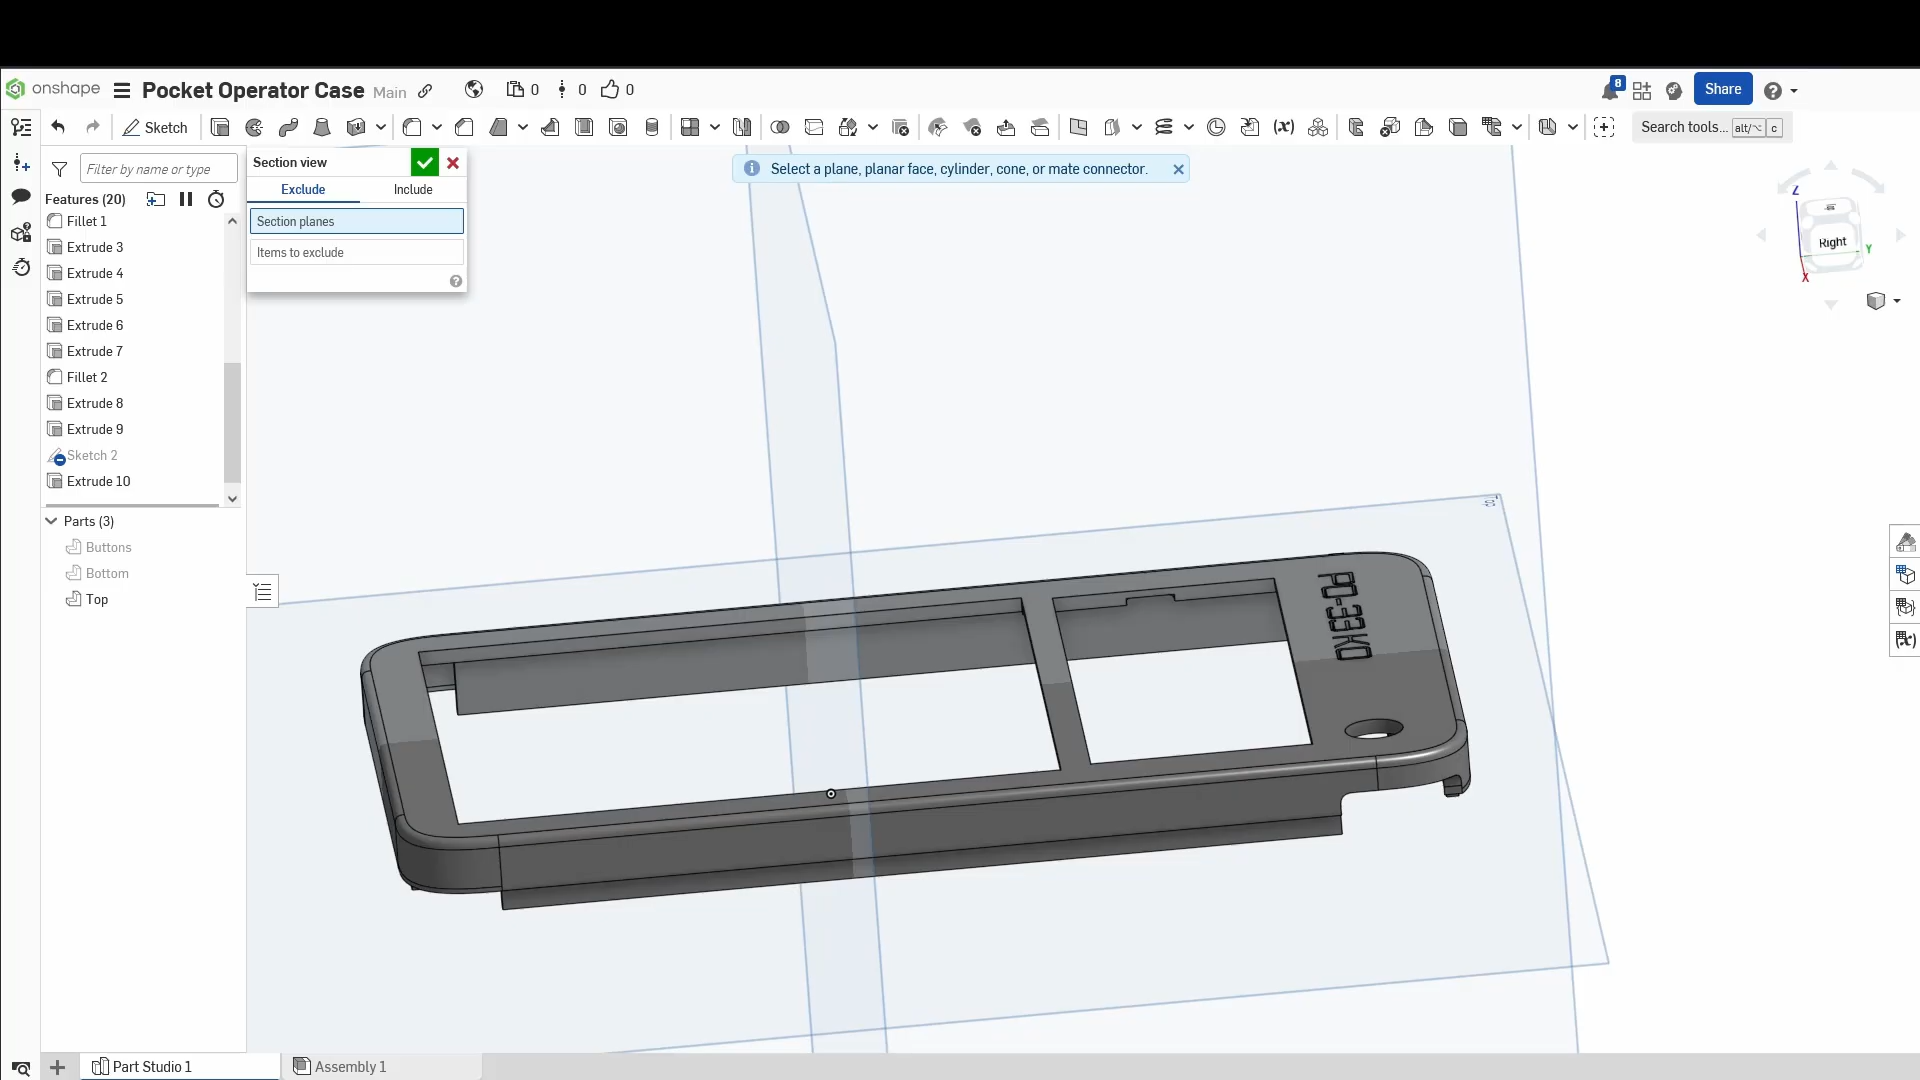 onshape
Pocket Operator Case Main
0
0
0
8
Share
Sketch
Search tools... alt/⌥ c
Filter by name or type
Features (20)
Fillet 1
Extrude 3
Extrude 4
Extrude 5
Extrude 6
Extrude 7
Fillet 2
Extrude 8
Extrude 9
Sketch 2
Extrude 10
Parts (3)
Buttons
Bottom
Top
Section view
Exclude
Include
Section planes
Items to exclude
Select a plane, planar face, cylinder, cone, or mate connector.
Z
Right
Y
X
Part Studio 1
Assembly 1